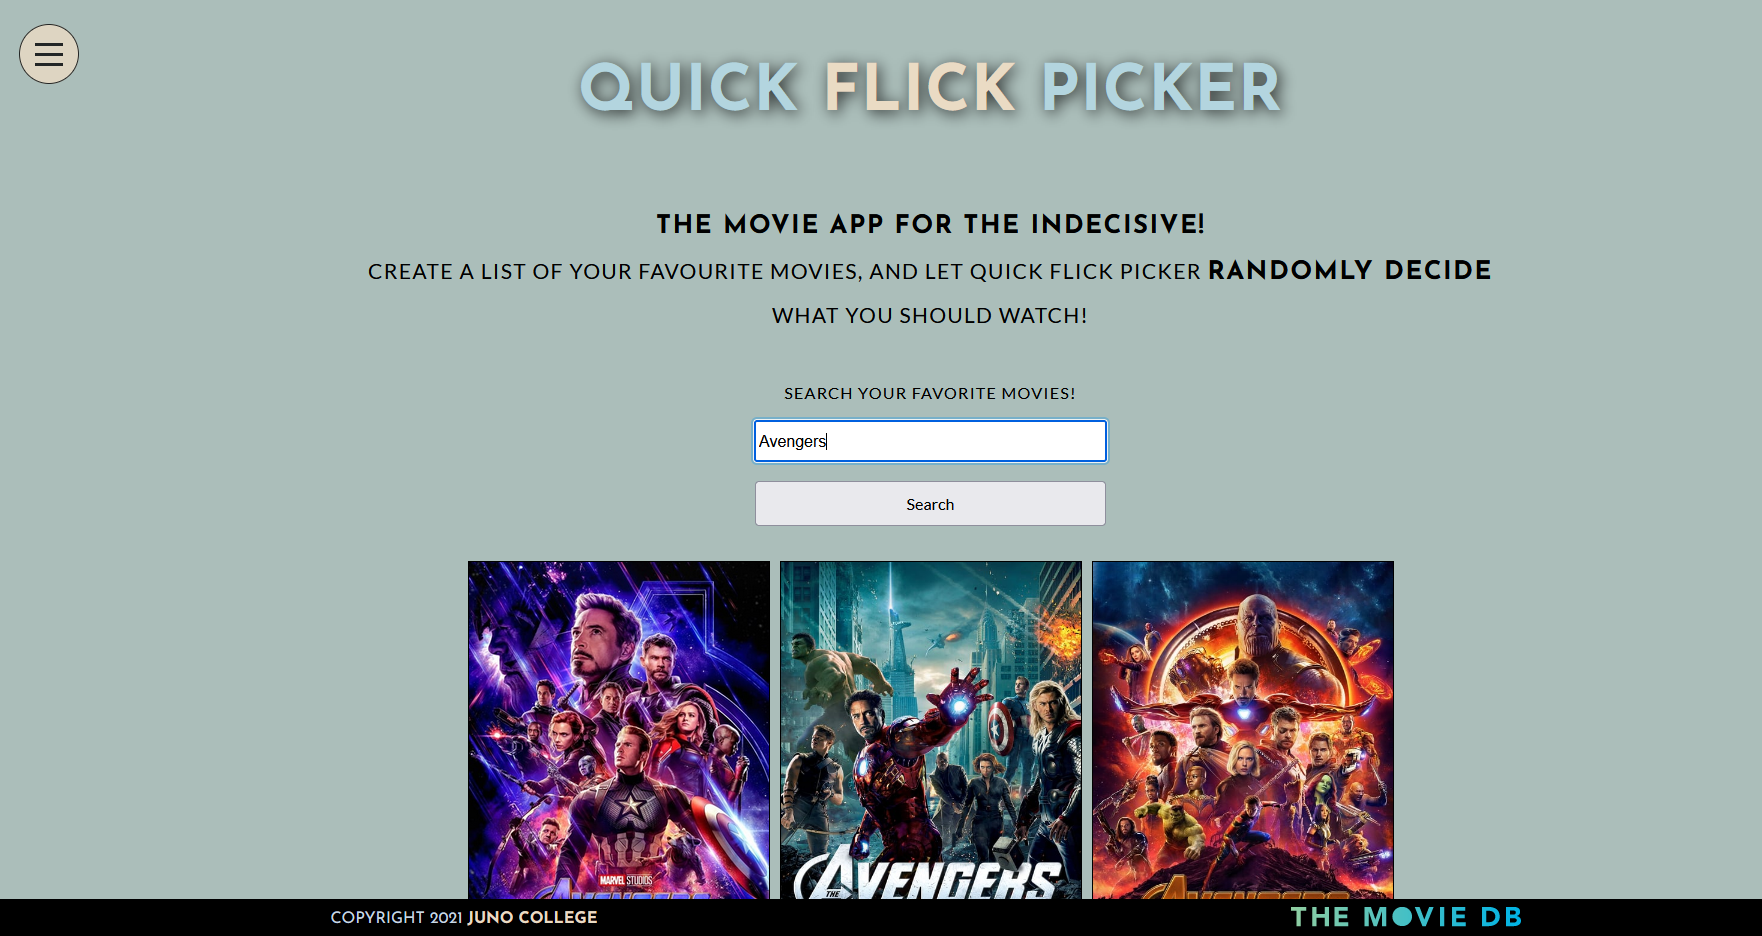 QUICK FLICK PICKER
THE MOVIE APP FOR THE INDECISIVE!
CREATE A LIST OF YOUR FAVOURITE MOVIES, AND LET QUICK FLICK PICKER RANDOMLY DECIDE
WHAT YOU SHOULD WATCH!
SEARCH YOUR FAVORITE MOVIES!
Avengers
Search
MARVEL STUDIOS
AVENGERS
THE AVENGERS
AVENGERS
COPYRIGHT 2021 JUNO COLLEGE
THE MOVIE DB